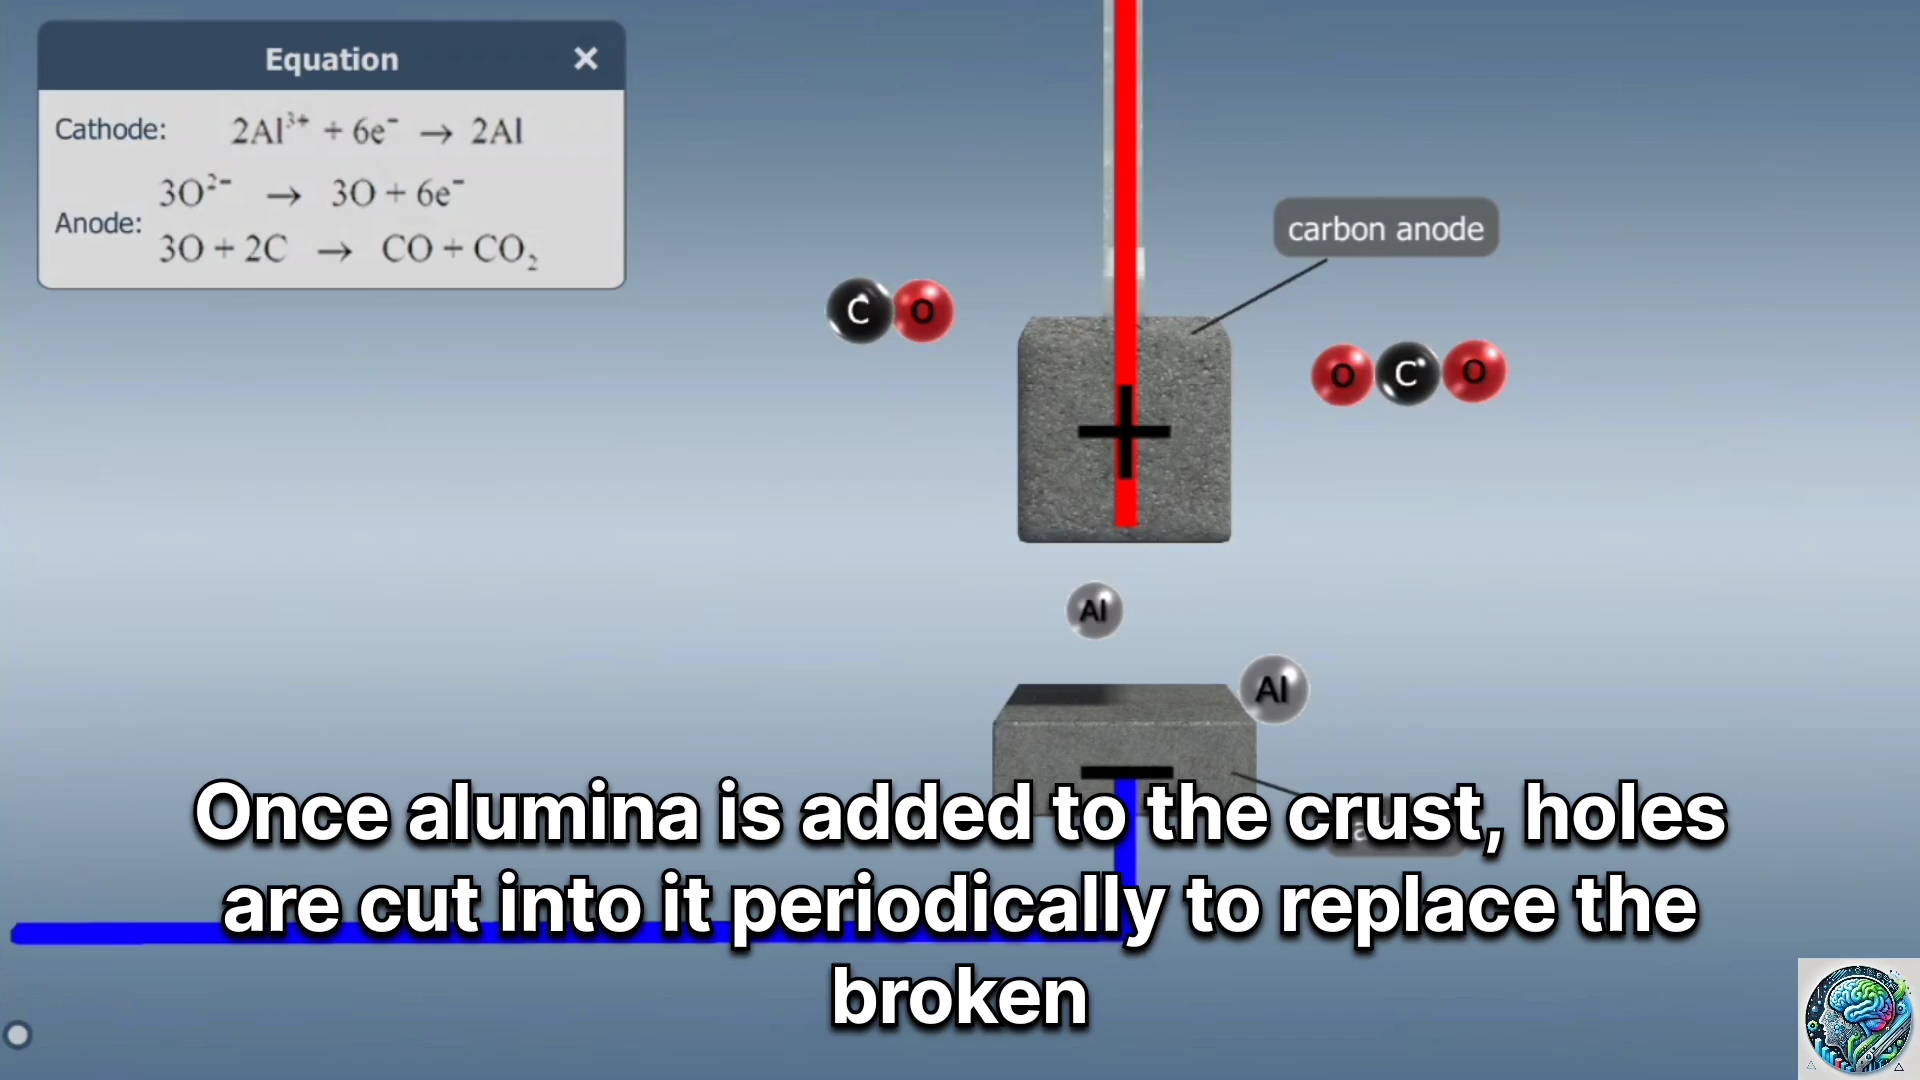 Equation
Cathode: 2Al³⁺ + 6e⁻ → 2Al
3O²⁻ → 3O + 6e⁻
Anode:
3O + 2C → CO + CO₂
carbon anode
C O
O C O
+
Al
Al
Once alumina is added to the crust, holes
are cut into it periodically to replace the
broken